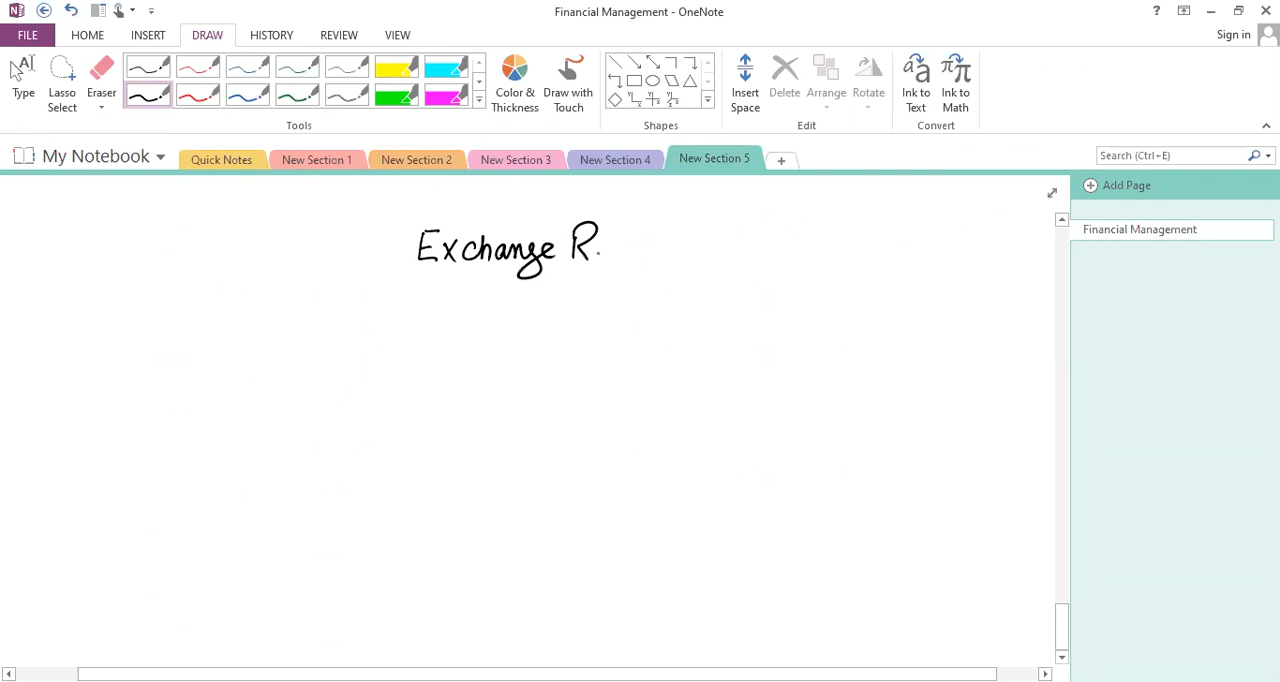 Financial Management - OneNote
?
Sign in
FILE HOME INSERT DRAW HISTORY REVIEW VIEW
Type
Lasso Select
Eraser
Color & Thickness
Draw with Touch
Insert Space
Delete
Arrange
Rotate
Ink to Text
Ink to Math
Tools Shapes Edit Convert
My Notebook Quick Notes New Section 1 New Section 2 New Section 3 New Section 4 New Section 5 + Search (Ctrl+E)
Add Page
Financial Management
Exchange R.